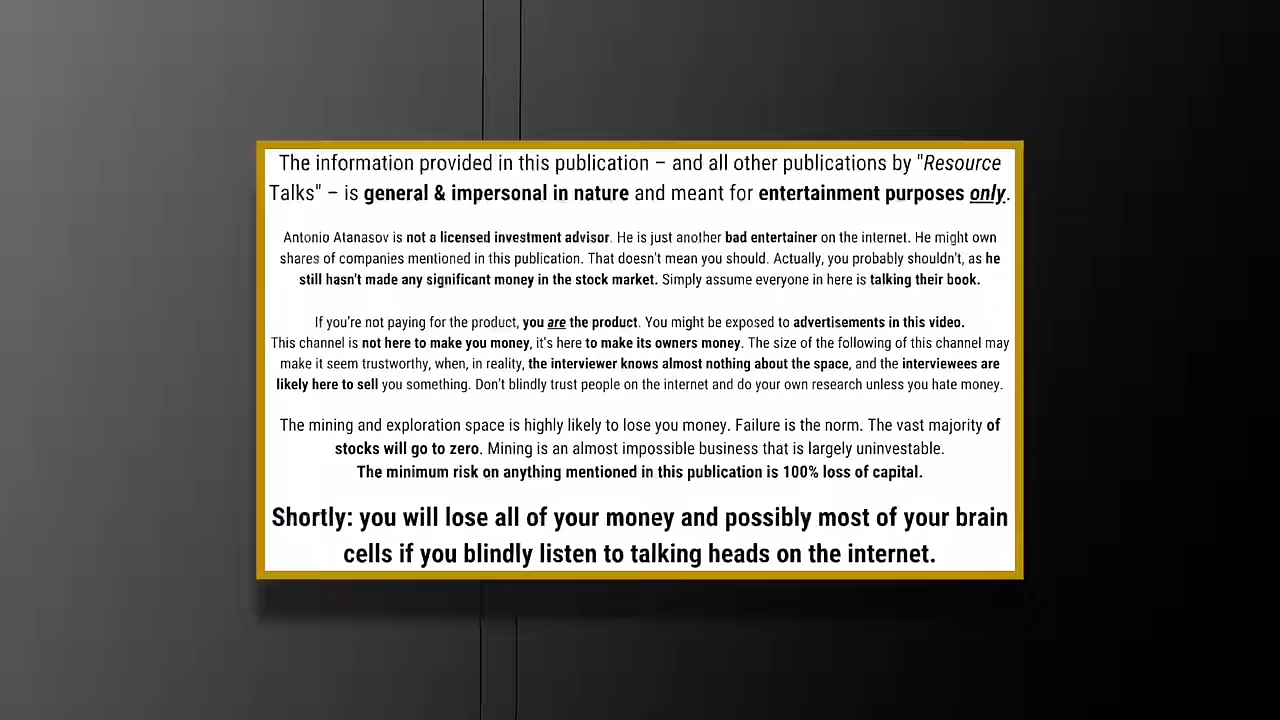 The information provided in this publication – and all other publications by "Resource
Talks" – is general & impersonal in nature and meant for entertainment purposes only.
Antonio Atanasov is not a licensed investment advisor. He is just another bad entertainer on the internet. He might own
shares of companies mentioned in this publication. That doesn't mean you should. Actually, you probably shouldn't, as he
still hasn't made any significant money in the stock market. Simply assume everyone in here is talking their book.
If you're not paying for the product, you are the product. You might be exposed to advertisements in this video.
This channel is not here to make you money, it's here to make its owners money. The size of the following of this channel may
make it seem trustworthy, when, in reality, the interviewer knows almost nothing about the space, and the interviewees are
likely here to sell you something. Don't blindly trust people on the internet and do your own research unless you hate money.
The mining and exploration space is highly likely to lose you money. Failure is the norm. The vast majority of
stocks will go to zero. Mining is an almost impossible business that is largely uninvestable.
The minimum risk on anything mentioned in this publication is 100% loss of capital.
Shortly: you will lose all of your money and possibly most of your brain
cells if you blindly listen to talking heads on the internet.